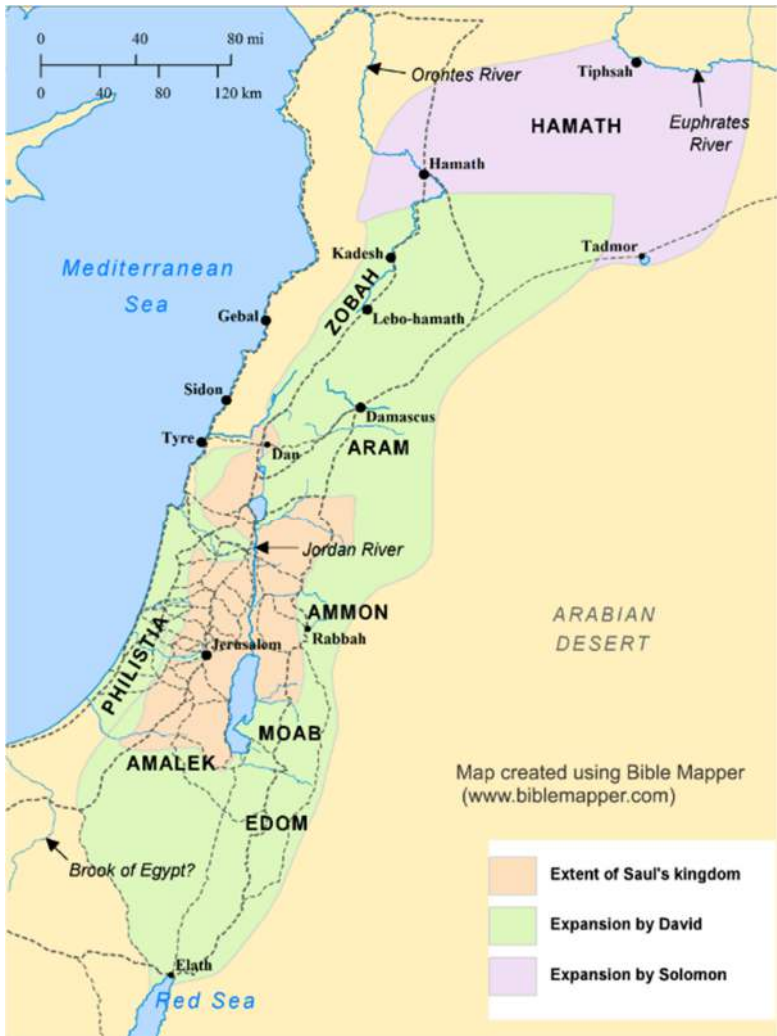 0 40 80 mi
0 40 80 120 km
Orontes River
Tiphsah
HAMATH
Euphrates
River
Hamath
Mediterranean
Sea
Kadesh
Tadmor
ZOBAH
Gebal
Lebo-hamath
Sidon
Damascus
Tyre
Dan
ARAM
Jordan River
AMMON
Rabbah
ARABIAN
DESERT
PHILISTIA
Jerusalem
MOAB
AMALEK
Map created using Bible Mapper
(www.biblemapper.com)
EDOM
Brook of Egypt?
Extent of Saul's kingdom
Expansion by David
Expansion by Solomon
Elath
Red Sea